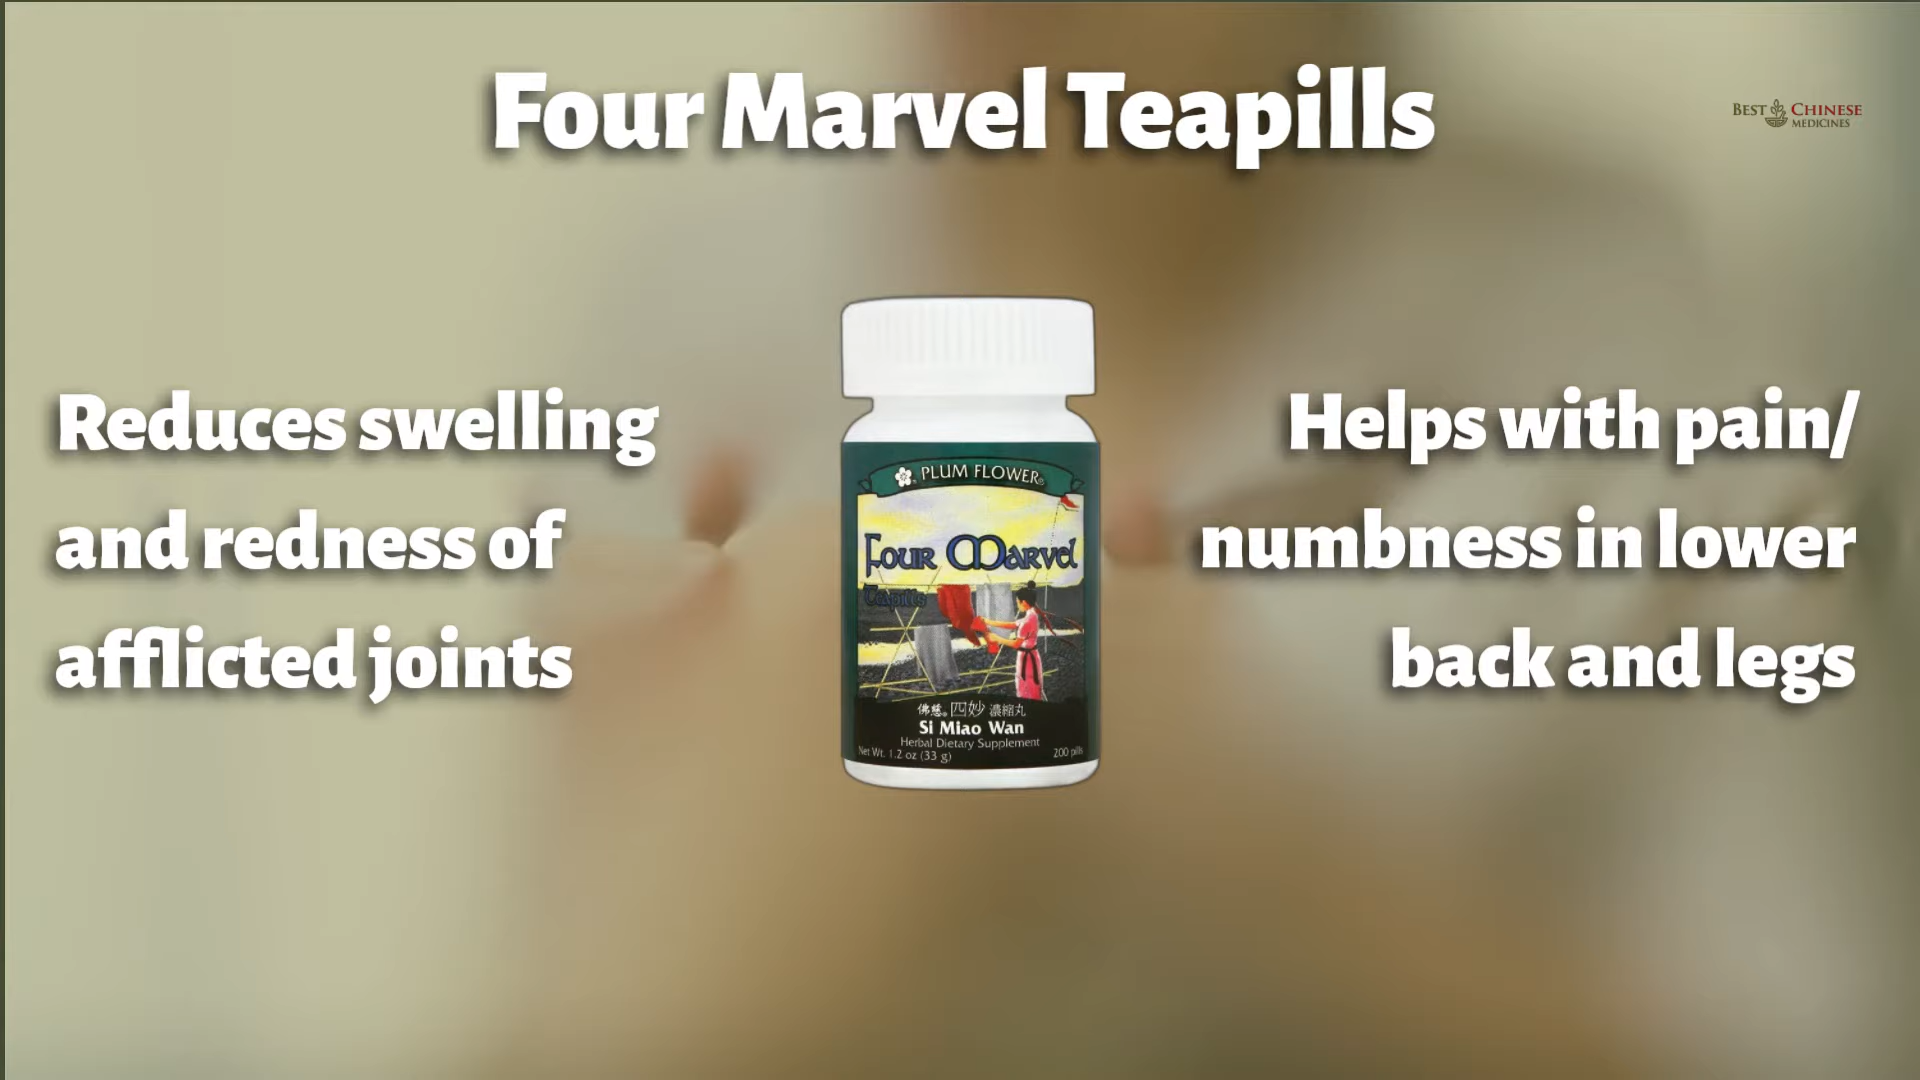 Four Marvel Teapills
BEST CHINESE
MEDICINES
Reduces swelling
and redness of
afflicted joints
Helps with pain/
numbness in lower
back and legs
PLUM FLOWER®
FOUR MARVEL
Teapills
佛慈® 四妙 濃縮丸
Si Miao Wan
Herbal Dietary Supplement
Net Wt. 1.2 oz (33 g) 200 pills